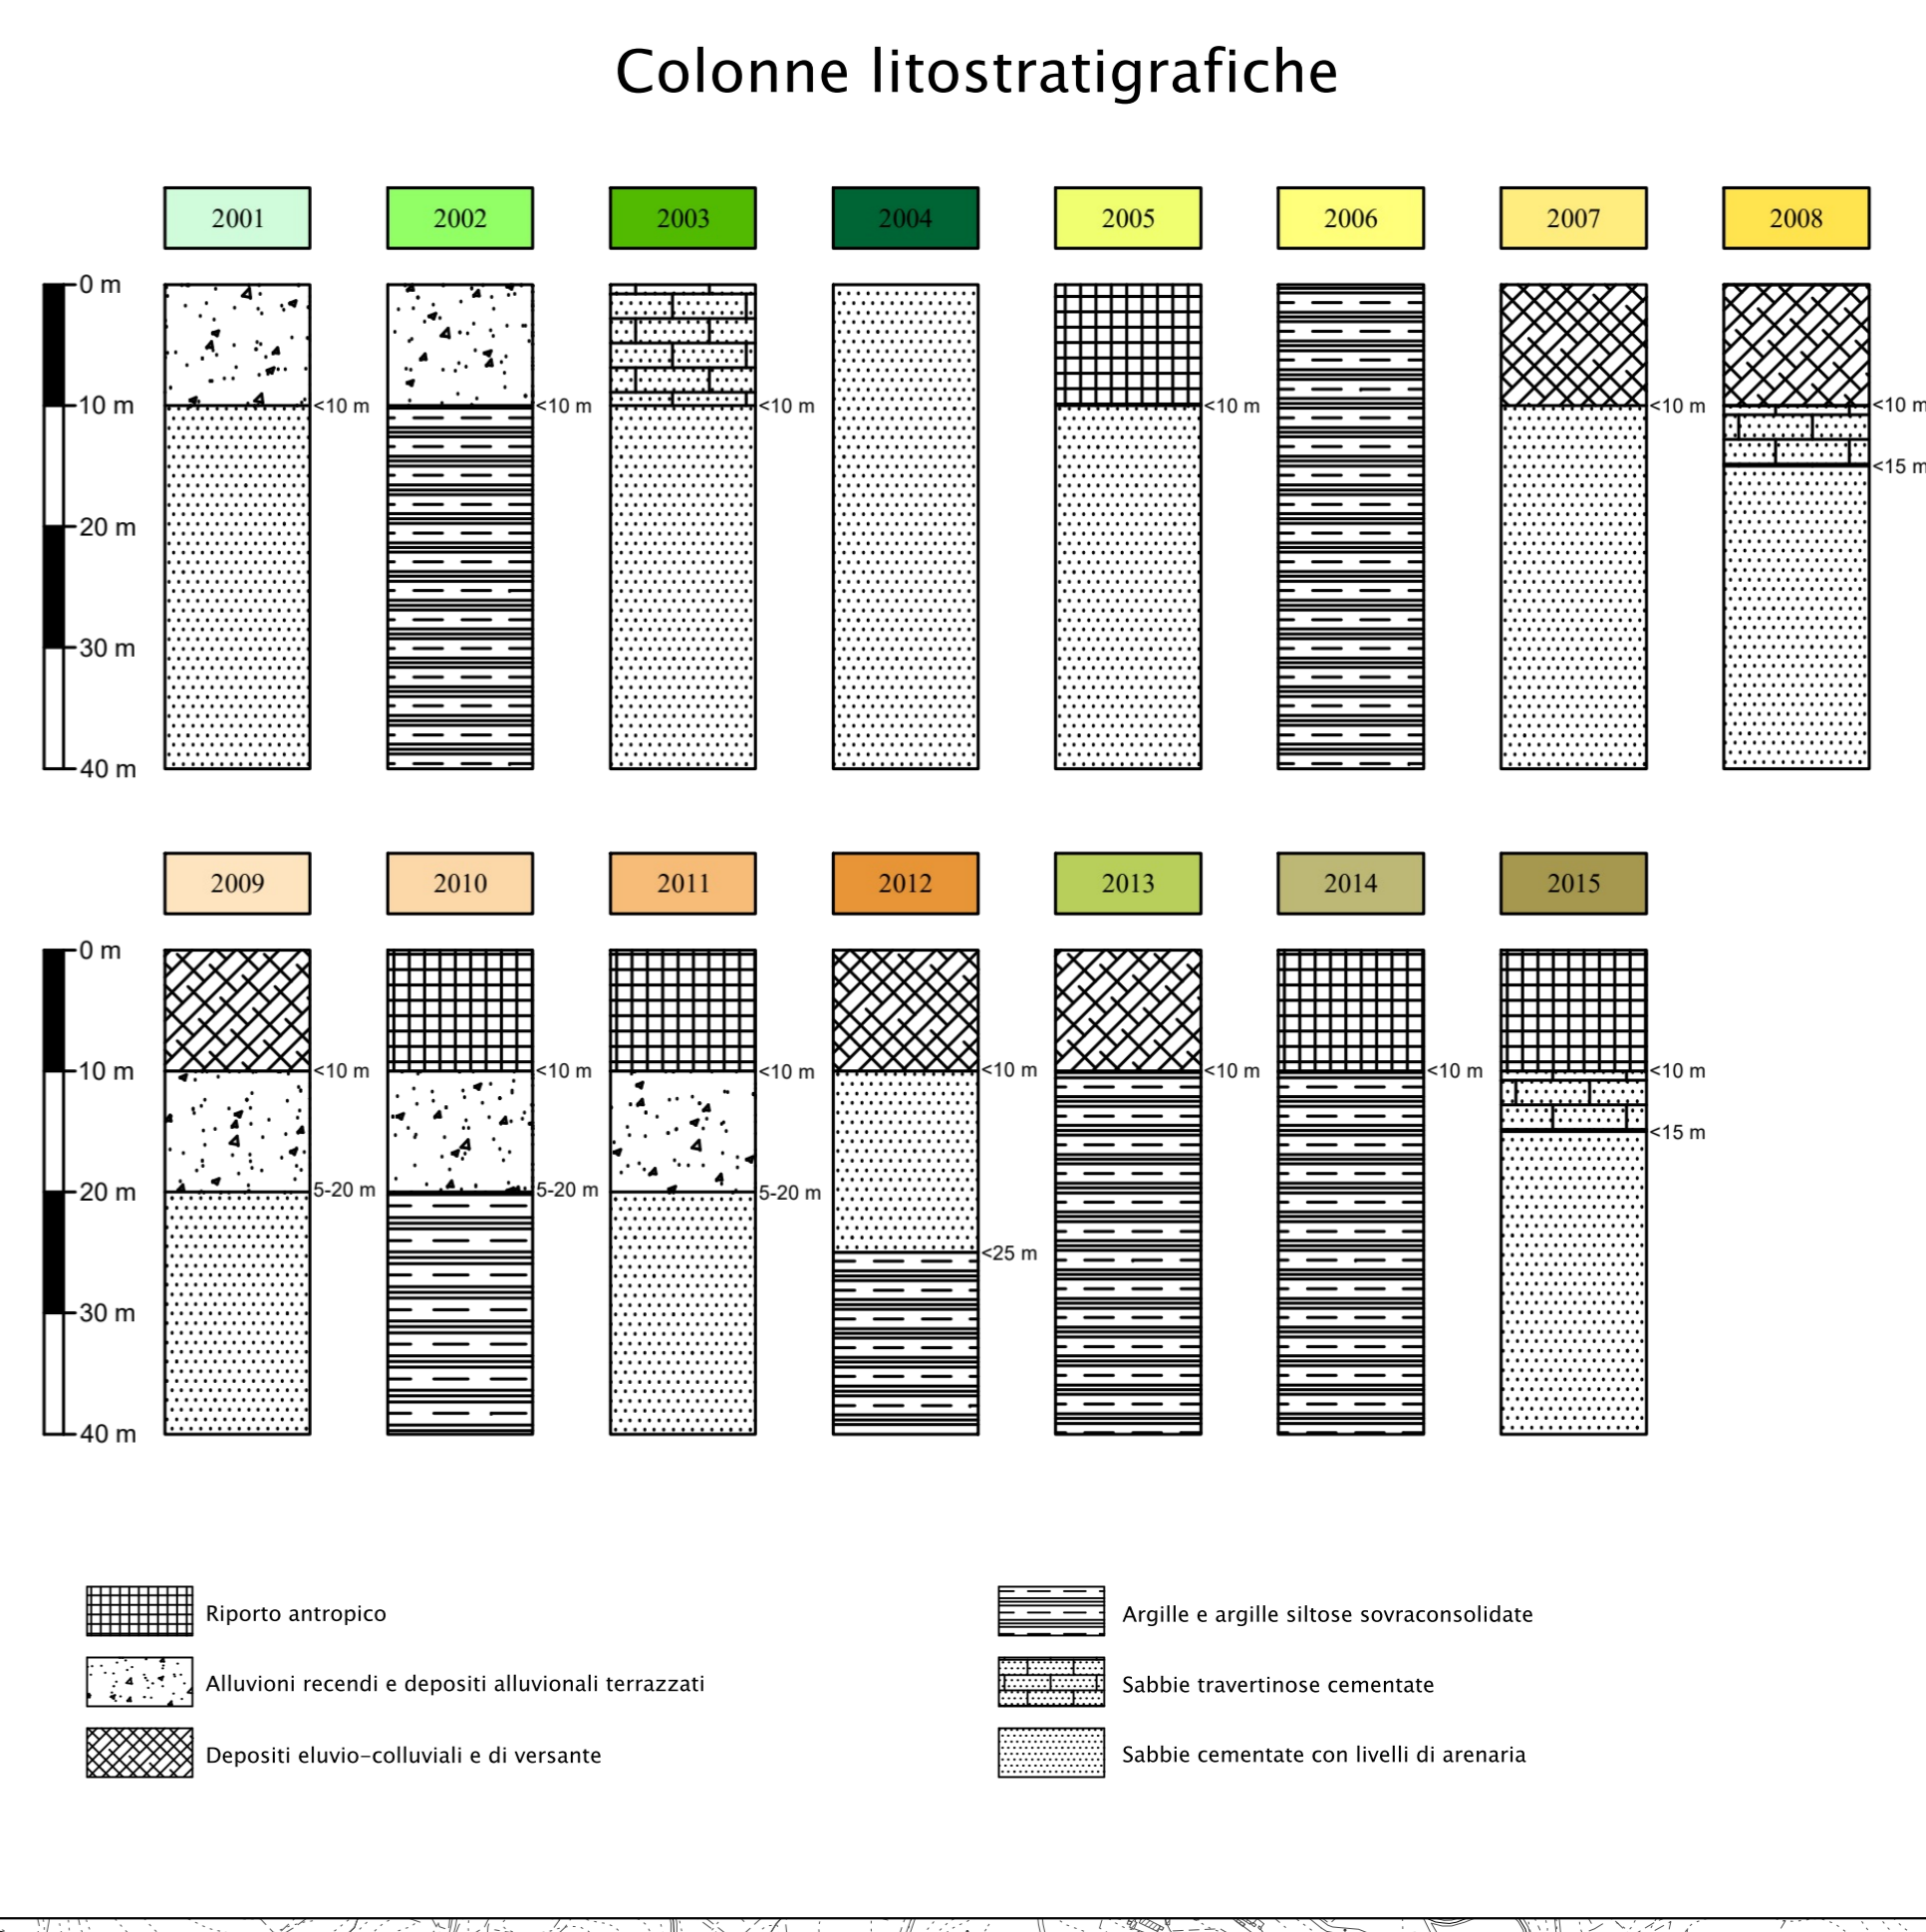 Colonne litostratigrafiche
2001 2002 2003 2004 2005 2006 2007 2008
0 m
10 m <10 m <10 m <10 m <10 m <10 m <10 m
<15 m
20 m
30 m
40 m
2009 2010 2011 2012 2013 2014 2015
0 m
10 m <10 m <10 m <10 m <10 m <10 m <10 m <10 m
<15 m
20 m 5-20 m 5-20 m 5-20 m
<25 m
30 m
40 m
Riporto antropico
Alluvioni recendi e depositi alluvionali terrazzati
Depositi eluvio-colluviali e di versante
Argille e argille siltose sovraconsolidate
Sabbie travertinose cementate
Sabbie cementate con livelli di arenaria